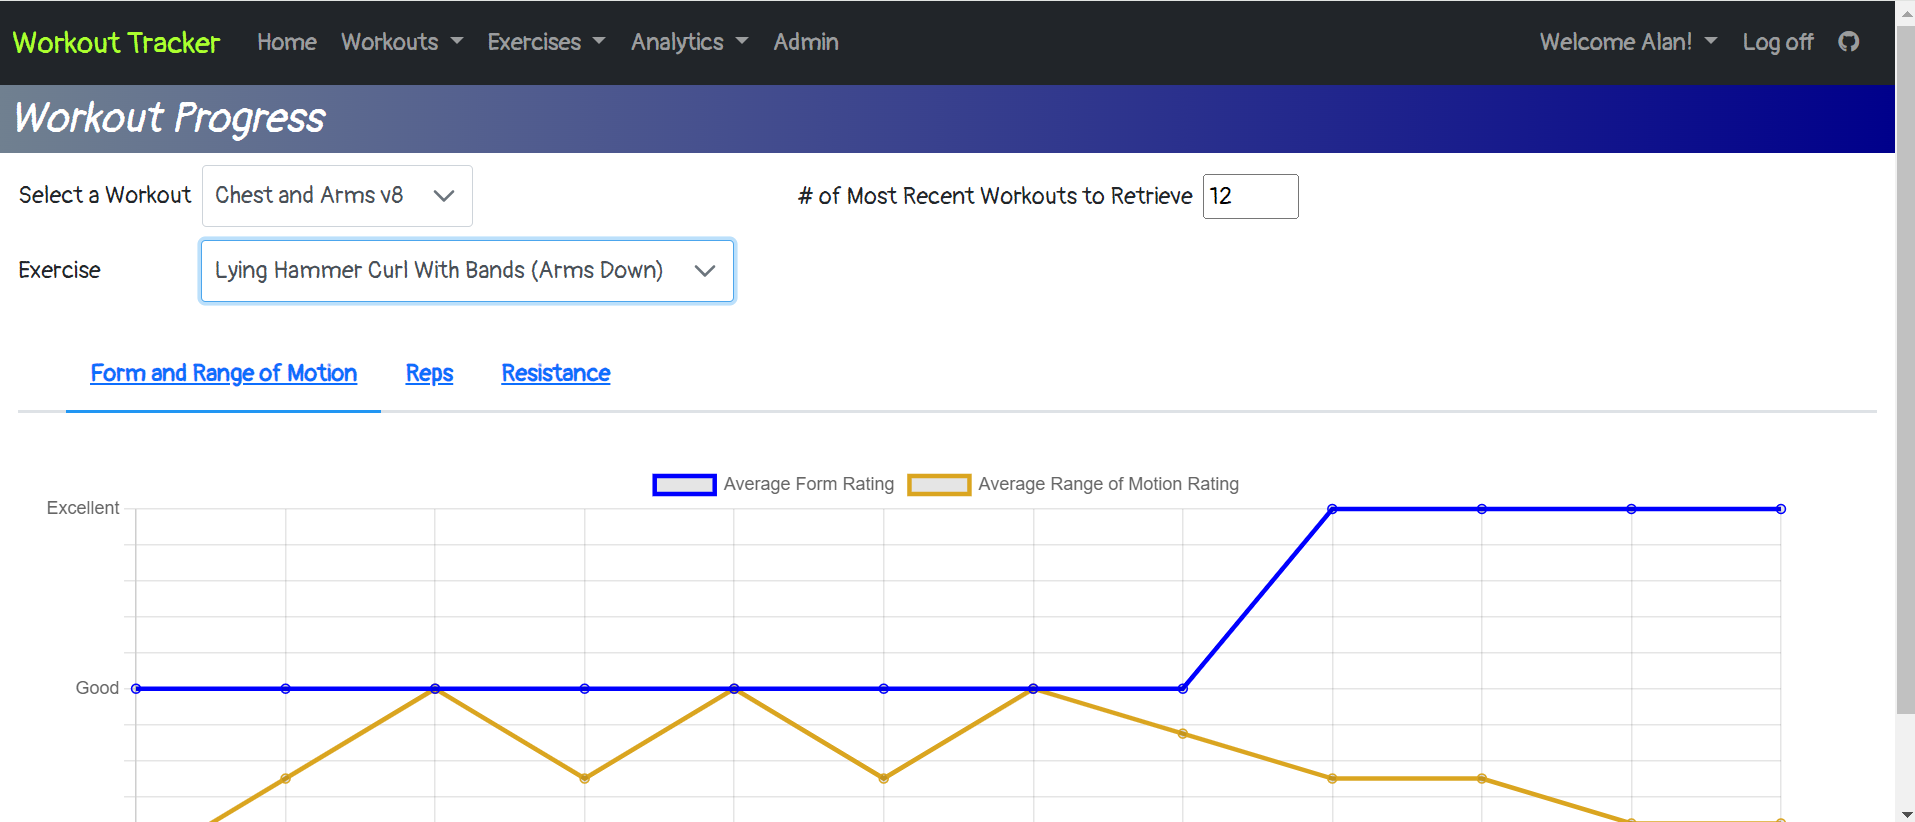 Workout Tracker Home Workouts Exercises Analytics Admin Welcome Alan! Log off
Workout Progress
Select a Workout Chest and Arms v8 # of Most Recent Workouts to Retrieve 12
Exercise Lying Hammer Curl With Bands (Arms Down)
Form and Range of Motion Reps Resistance
Average Form Rating Average Range of Motion Rating
Excellent
Good